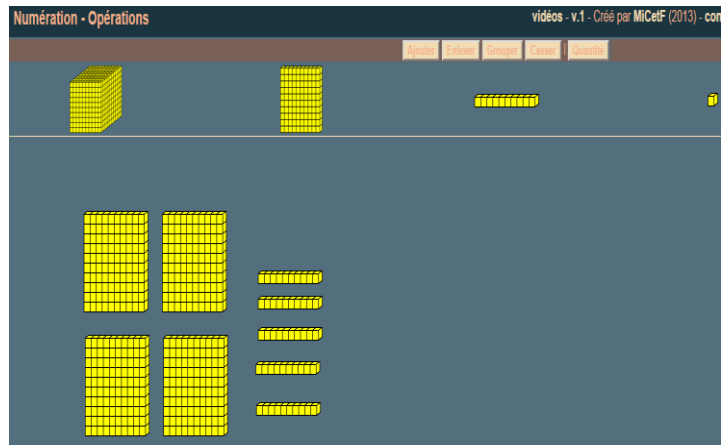 Numération - Opérations
vidéos - v.1 - Créé par MiCetF (2013) - con
Ajouter Enlever Grouper Casser | Quantité